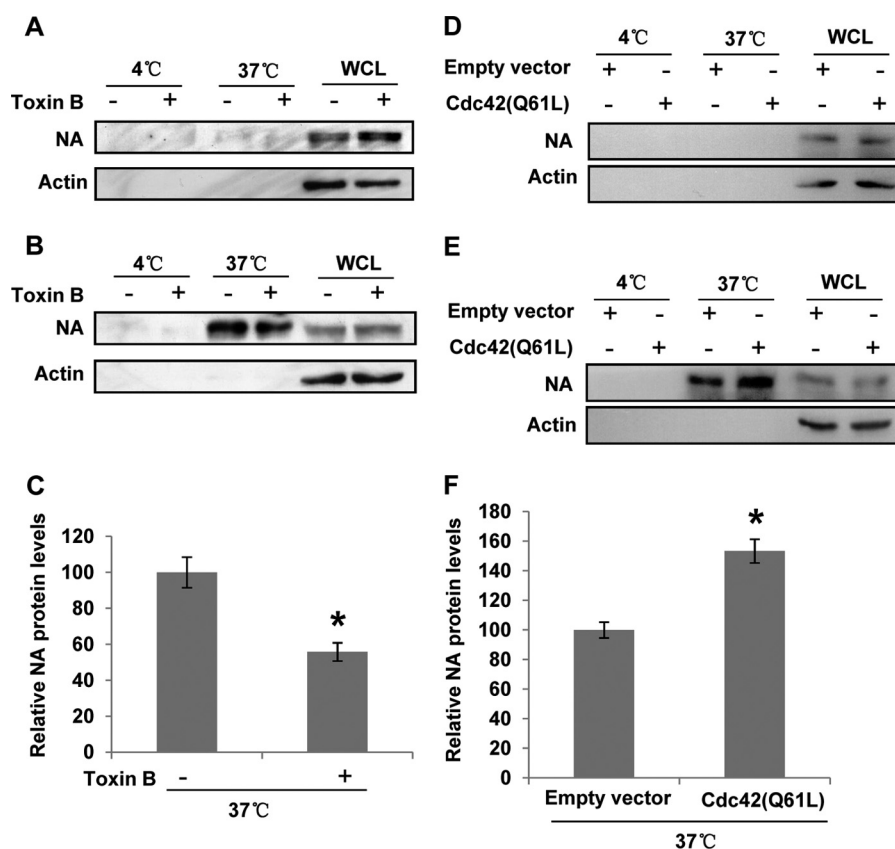 A
4℃ 37℃ WCL
Toxin B - + - + - +
NA
Actin
B
4℃ 37℃ WCL
Toxin B - + - + - +
NA
Actin
C
Relative NA protein levels
120
100
80
60
40
20
0
*
Toxin B - +
37℃
D
4℃ 37℃ WCL
Empty vector + - + - + -
Cdc42(Q61L) - + - + - +
NA
Actin
E
4℃ 37℃ WCL
Empty vector + - + - + -
Cdc42(Q61L) - + - + - +
NA
Actin
F
Relative NA protein levels
180
160
140
120
100
80
60
40
20
0
*
Empty vector Cdc42(Q61L)
37℃